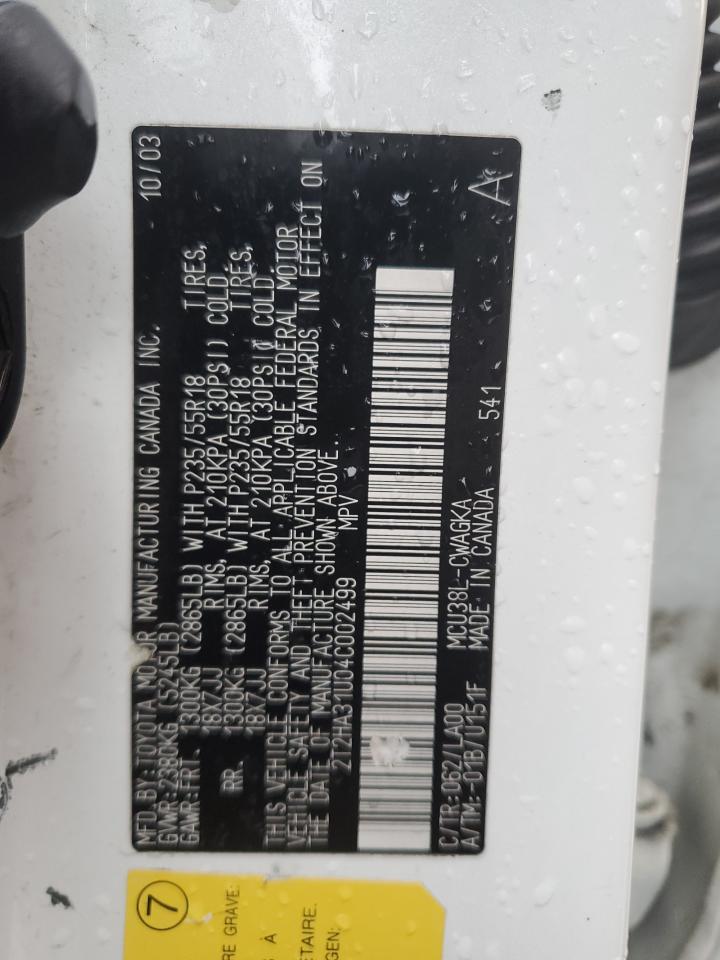 MFD BY:TOYOTA MOTOR MANUFACTURING CANADA INC. 10/03
GVWR:2380KG (5245LB)
GAWR:FRT 1300KG (2865LB) WITH P235/55R18 TIRES,
18X7JJ RIMS, AT 210KPA (30PSI) COLD.
RR. 1300KG (2865LB) WITH P235/55R18 TIRES,
18X7JJ RIMS, AT 210KPA (30PSI) COLD.
THIS VEHICLE CONFORMS TO ALL APPLICABLE FEDERAL MOTOR
VEHICLE SAFETY AND THEFT PREVENTION STANDARDS IN EFFECT ON
THE DATE OF MANUFACTURE SHOWN ABOVE.
2T2HA31U04C002499 MPV
C/TR:062/LA00 MCU38L-CWAGKA
A/TM:-01B/U151F MADE IN CANADA 541 A
7
RE GRAVE:
S À
ETAIRE.
GEN: